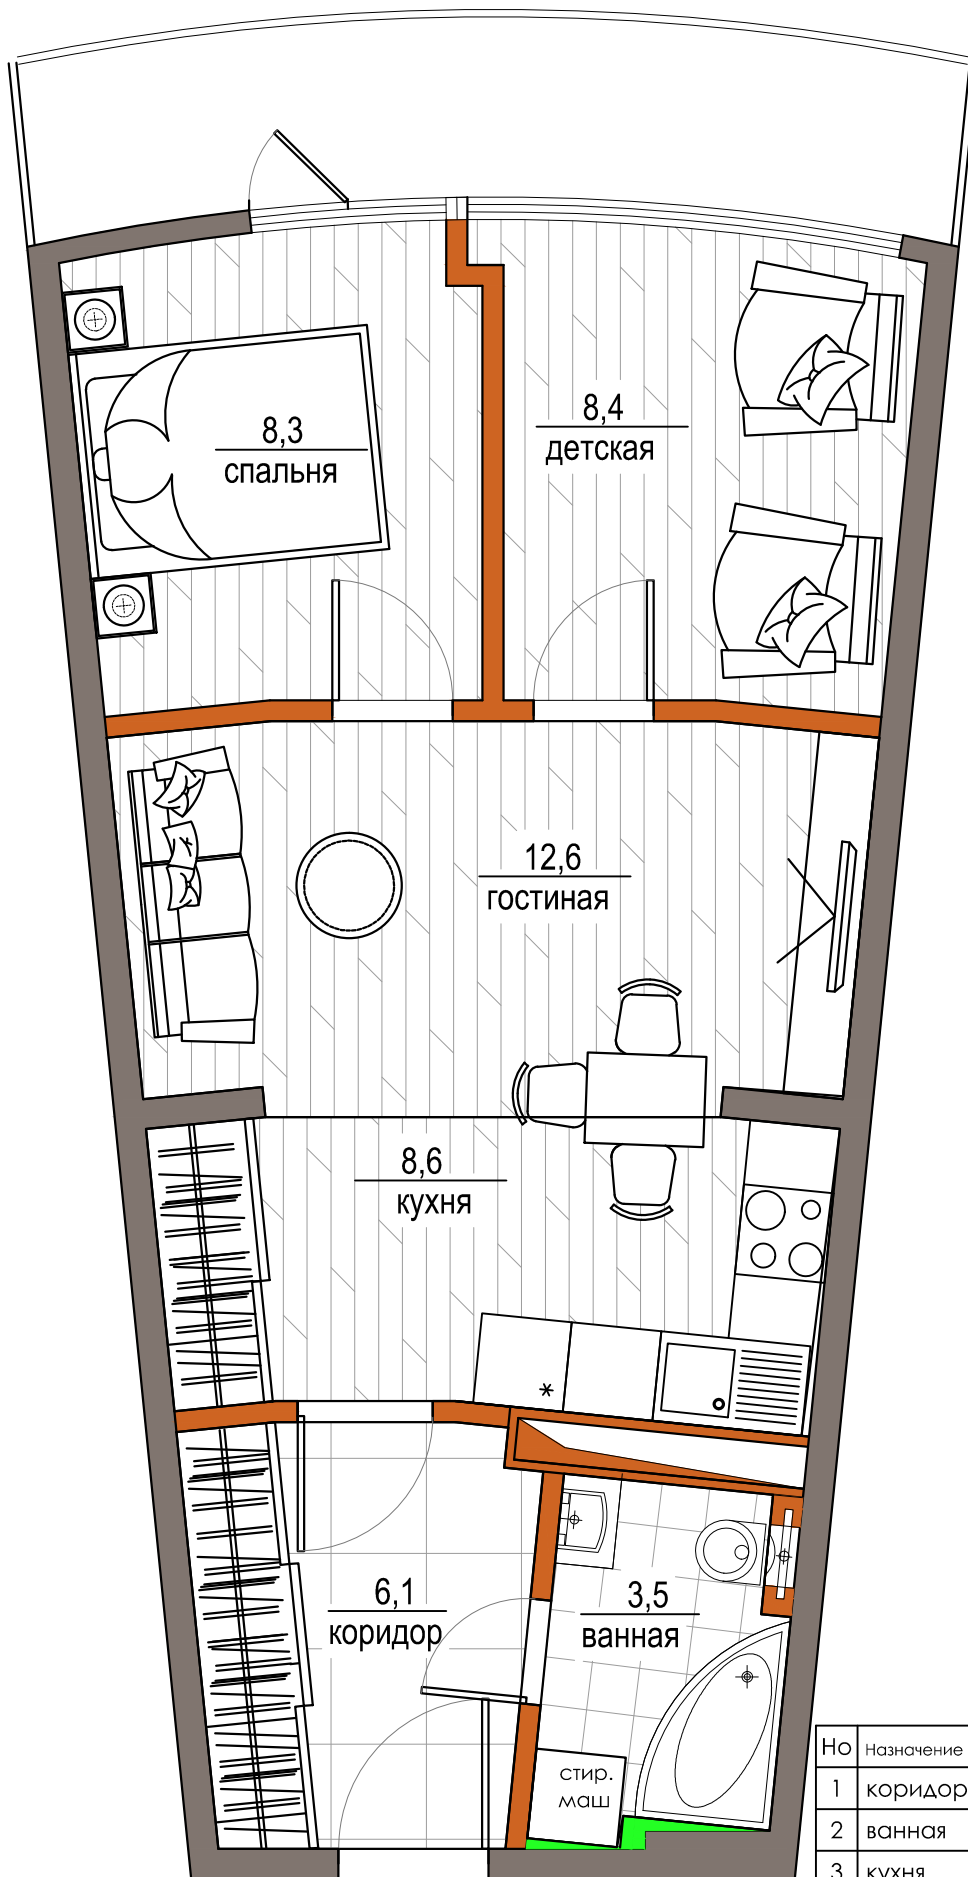 8,3
спальня
8,4
детская
12,6
гостиная
8,6
кухня
*
6,1
коридор
3,5
ванная
стир.
маш
Но Назначение
1 коридор
2 ванная
3 кухня